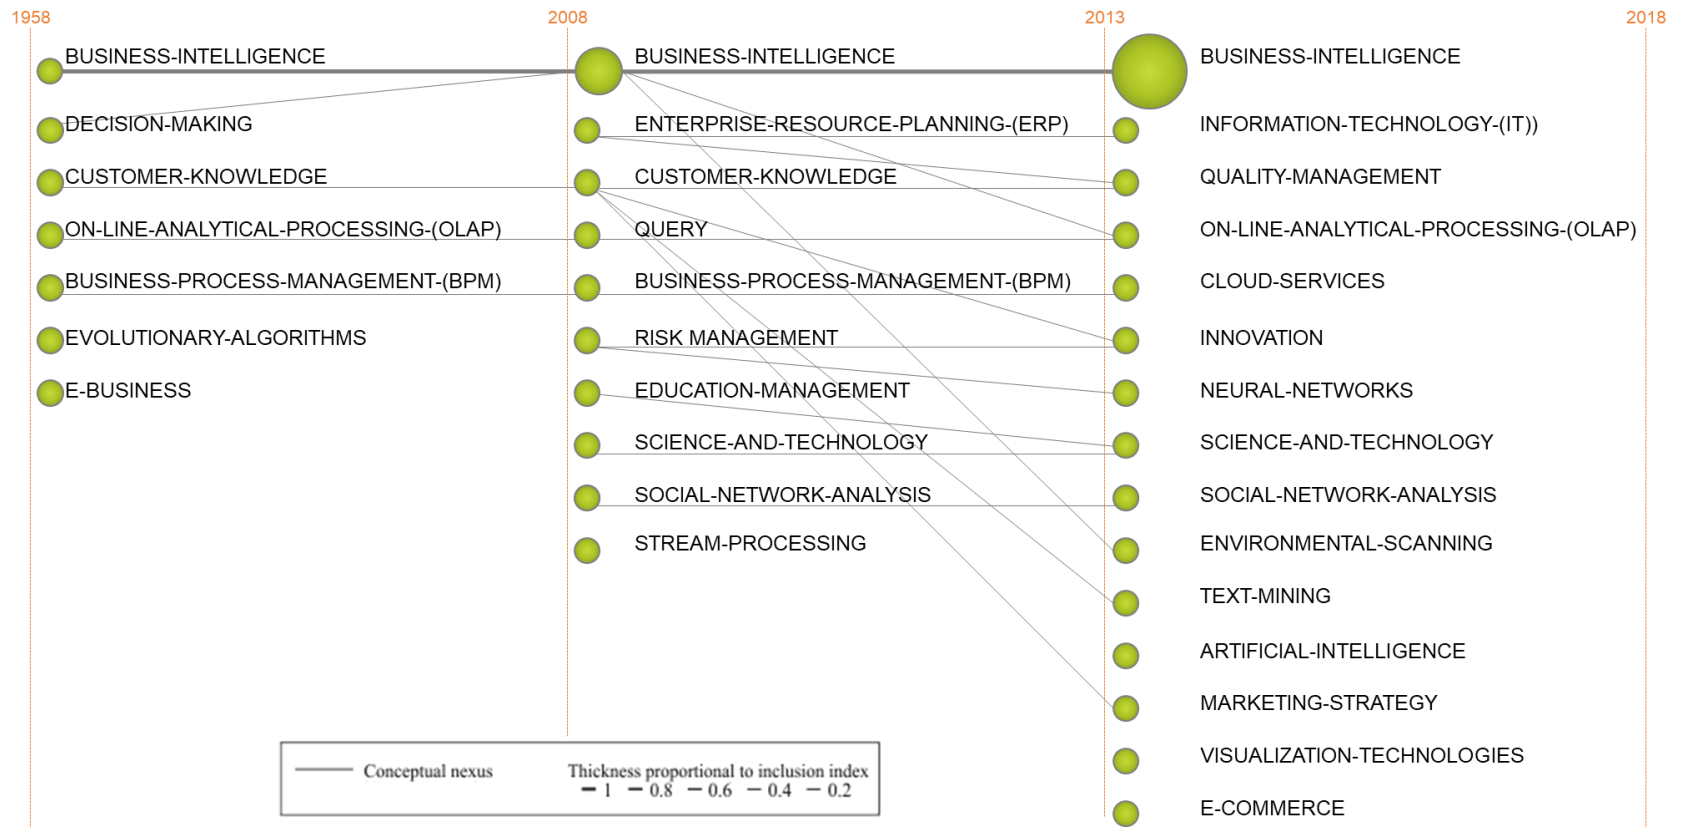 1958 2008 2013 2018
BUSINESS-INTELLIGENCE BUSINESS-INTELLIGENCE BUSINESS-INTELLIGENCE
DECISION-MAKING ENTERPRISE-RESOURCE-PLANNING-(ERP) INFORMATION-TECHNOLOGY-(IT))
CUSTOMER-KNOWLEDGE CUSTOMER-KNOWLEDGE QUALITY-MANAGEMENT
ON-LINE-ANALYTICAL-PROCESSING-(OLAP) QUERY ON-LINE-ANALYTICAL-PROCESSING-(OLAP)
BUSINESS-PROCESS-MANAGEMENT-(BPM) BUSINESS-PROCESS-MANAGEMENT-(BPM) CLOUD-SERVICES
EVOLUTIONARY-ALGORITHMS RISK MANAGEMENT INNOVATION
E-BUSINESS EDUCATION-MANAGEMENT NEURAL-NETWORKS
SCIENCE-AND-TECHNOLOGY SCIENCE-AND-TECHNOLOGY
SOCIAL-NETWORK-ANALYSIS SOCIAL-NETWORK-ANALYSIS
STREAM-PROCESSING ENVIRONMENTAL-SCANNING
TEXT-MINING
ARTIFICIAL-INTELLIGENCE
MARKETING-STRATEGY
VISUALIZATION-TECHNOLOGIES
E-COMMERCE
Conceptual nexus Thickness proportional to inclusion index
1 0.8 0.6 0.4 0.2